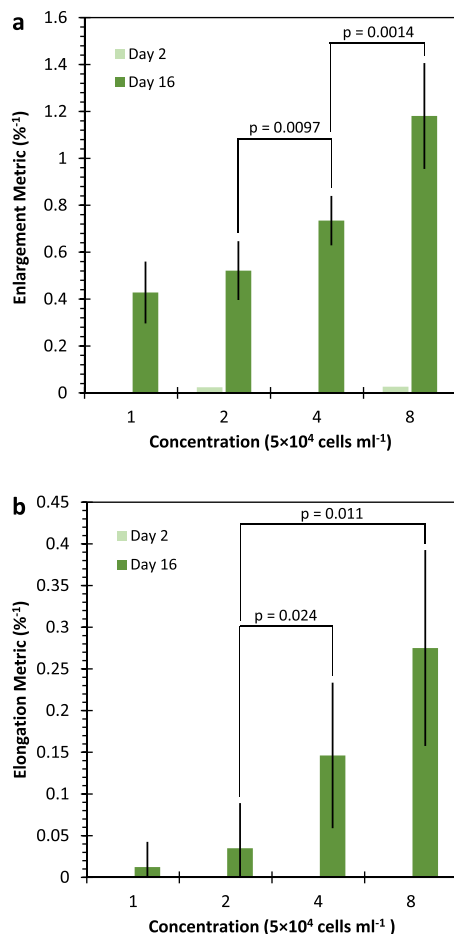 a
1.6
1.4
1.2
1
0.8
0.6
0.4
0.2
0
Enlargement Metric (%⁻¹)
Day 2
Day 16
p = 0.0014
p = 0.0097
1 2 4 8
Concentration (5×10⁴ cells ml⁻¹)
b
0.45
0.4
0.35
0.3
0.25
0.2
0.15
0.1
0.05
0
Elongation Metric (%⁻¹)
Day 2
Day 16
p = 0.011
p = 0.024
1 2 4 8
Concentration (5×10⁴ cells ml⁻¹ )